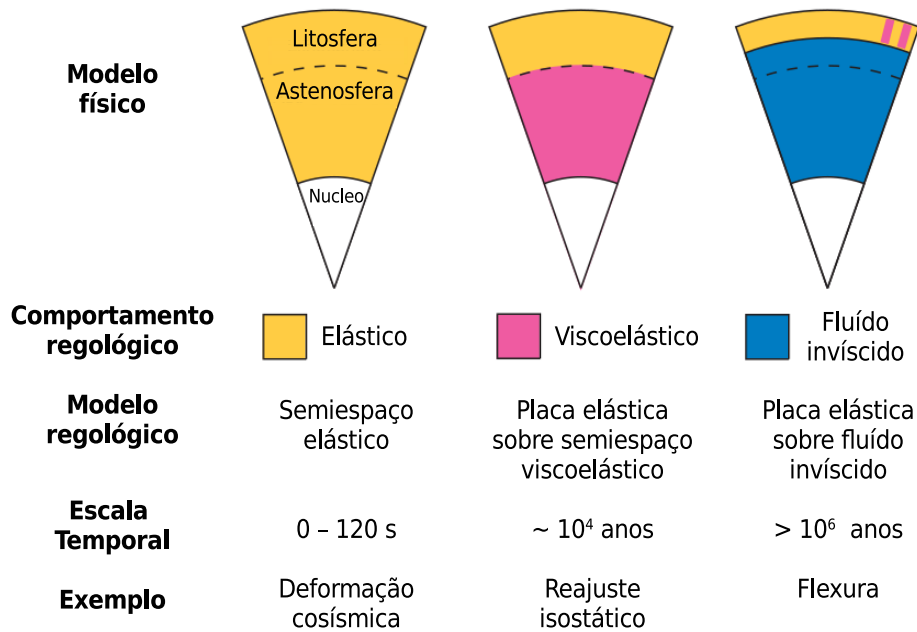 Modelo
físico
Litosfera
Astenosfera
Nucleo
Comportamento
regológico
Elástico
Viscoelástico
Fluído
invíscido
Modelo
regológico
Semiespaço
elástico
Placa elástica
sobre semiespaço
viscoelástico
Placa elástica
sobre fluído
invíscido
Escala
Temporal
0 – 120 s
~ 10⁴ anos
> 10⁶ anos
Exemplo
Deformação
cosísmica
Reajuste
isostático
Flexura